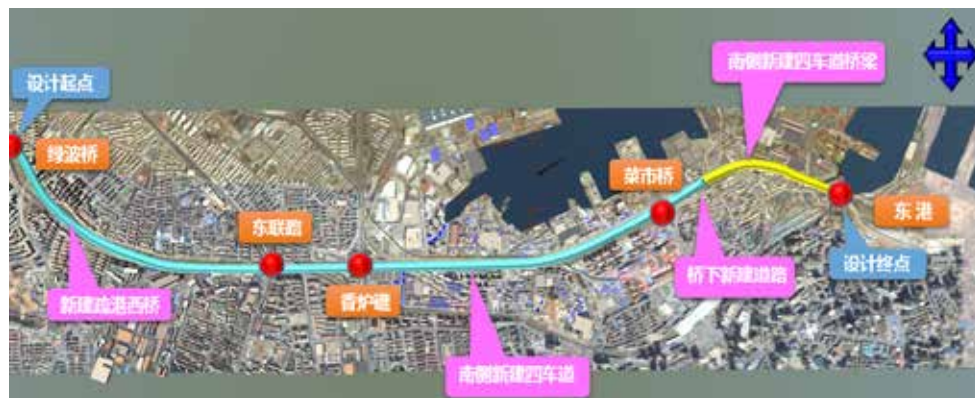 南侧新建四车道桥梁
设计起点
绿波桥
菜市桥
东港
东联路
设计终点
桥下新建道路
新建疏港西桥
香炉礁
南侧新建四车道